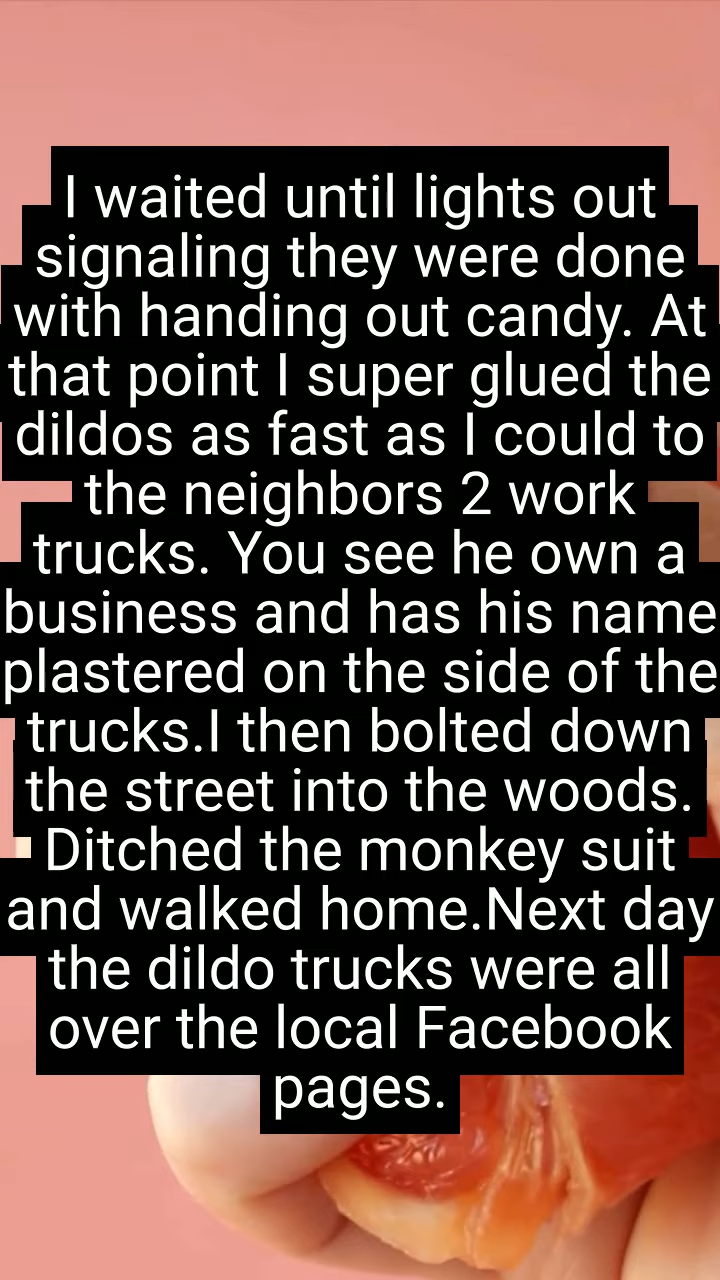 I waited until lights out
signaling they were done
with handing out candy. At
that point I super glued the
dildos as fast as I could to
the neighbors 2 work
trucks. You see he own a
business and has his name
plastered on the side of the
trucks.I then bolted down
the street into the woods.
Ditched the monkey suit
and walked home.Next day
the dildo trucks were all
over the local Facebook
pages.